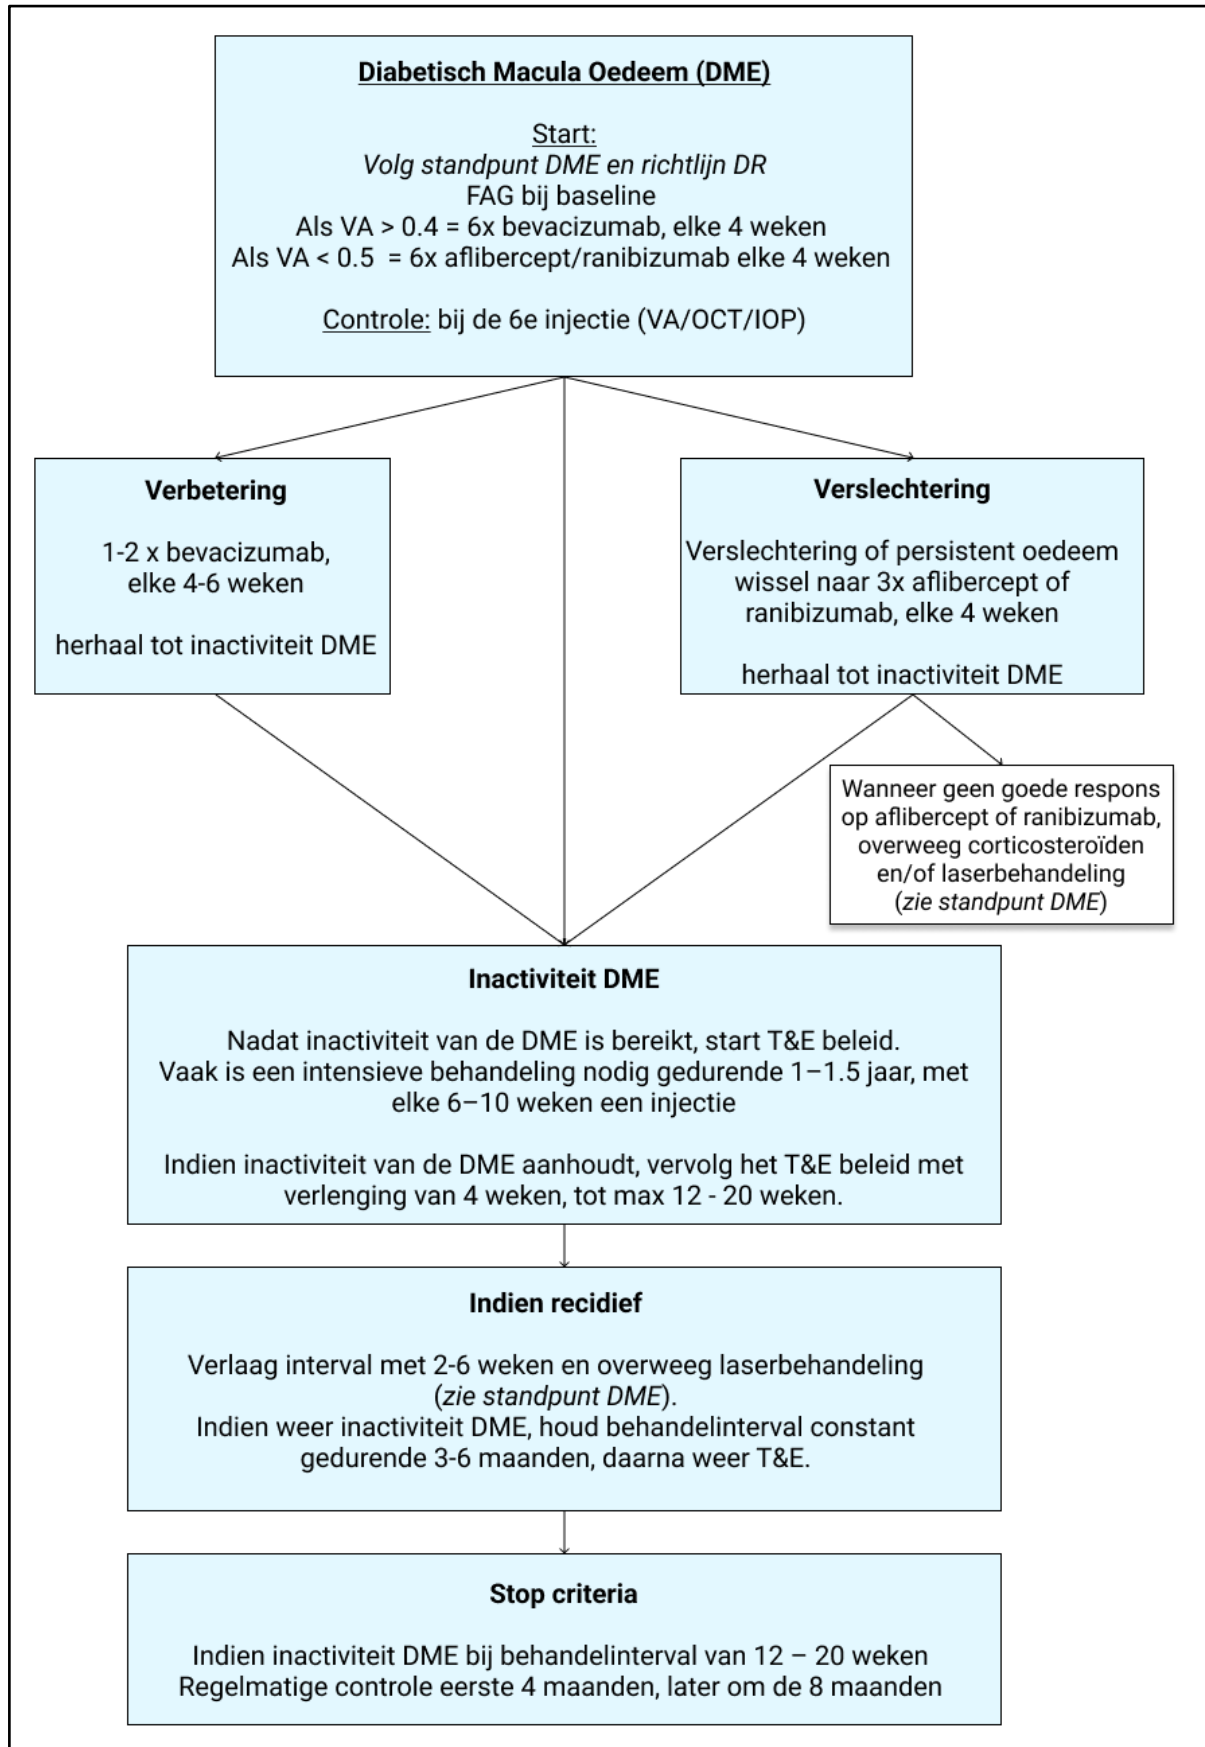 Diabetisch Macula Oedeem (DME)
Start:
Volg standpunt DME en richtlijn DR
FAG bij baseline
Als VA > 0.4 = 6x bevacizumab, elke 4 weken
Als VA < 0.5 = 6x aflibercept/ranibizumab elke 4 weken
Controle: bij de 6e injectie (VA/OCT/IOP)
Verbetering
1-2 x bevacizumab,
elke 4-6 weken
herhaal tot inactiviteit DME
Verslechtering
Verslechtering of persistent oedeem
wissel naar 3x aflibercept of
ranibizumab, elke 4 weken
herhaal tot inactiviteit DME
Wanneer geen goede respons
op aflibercept of ranibizumab,
overweeg corticosteroïden
en/of laserbehandeling
(zie standpunt DME)
Inactiviteit DME
Nadat inactiviteit van de DME is bereikt, start T&E beleid.
Vaak is een intensieve behandeling nodig gedurende 1–1.5 jaar, met
elke 6–10 weken een injectie
Indien inactiviteit van de DME aanhoudt, vervolg het T&E beleid met
verlenging van 4 weken, tot max 12 - 20 weken.
Indien recidief
Verlaag interval met 2-6 weken en overweeg laserbehandeling
(zie standpunt DME).
Indien weer inactiviteit DME, houd behandelinterval constant
gedurende 3-6 maanden, daarna weer T&E.
Stop criteria
Indien inactiviteit DME bij behandelinterval van 12 – 20 weken
Regelmatige controle eerste 4 maanden, later om de 8 maanden